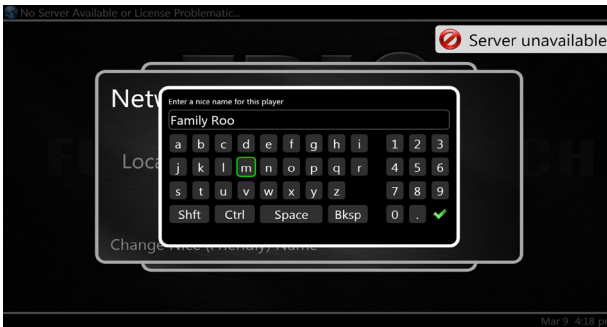 No Server Available or License Problematic...
Server unavailable
Enter a nice name for this player
Family Roo
a b c d e f g h i 1 2 3
j k l m n o p q r 4 5 6
s t u v w x y z 7 8 9
Shft Ctrl Space Bksp 0 .
Change Nice (Friendly) Name
Mar 9 4:18 p